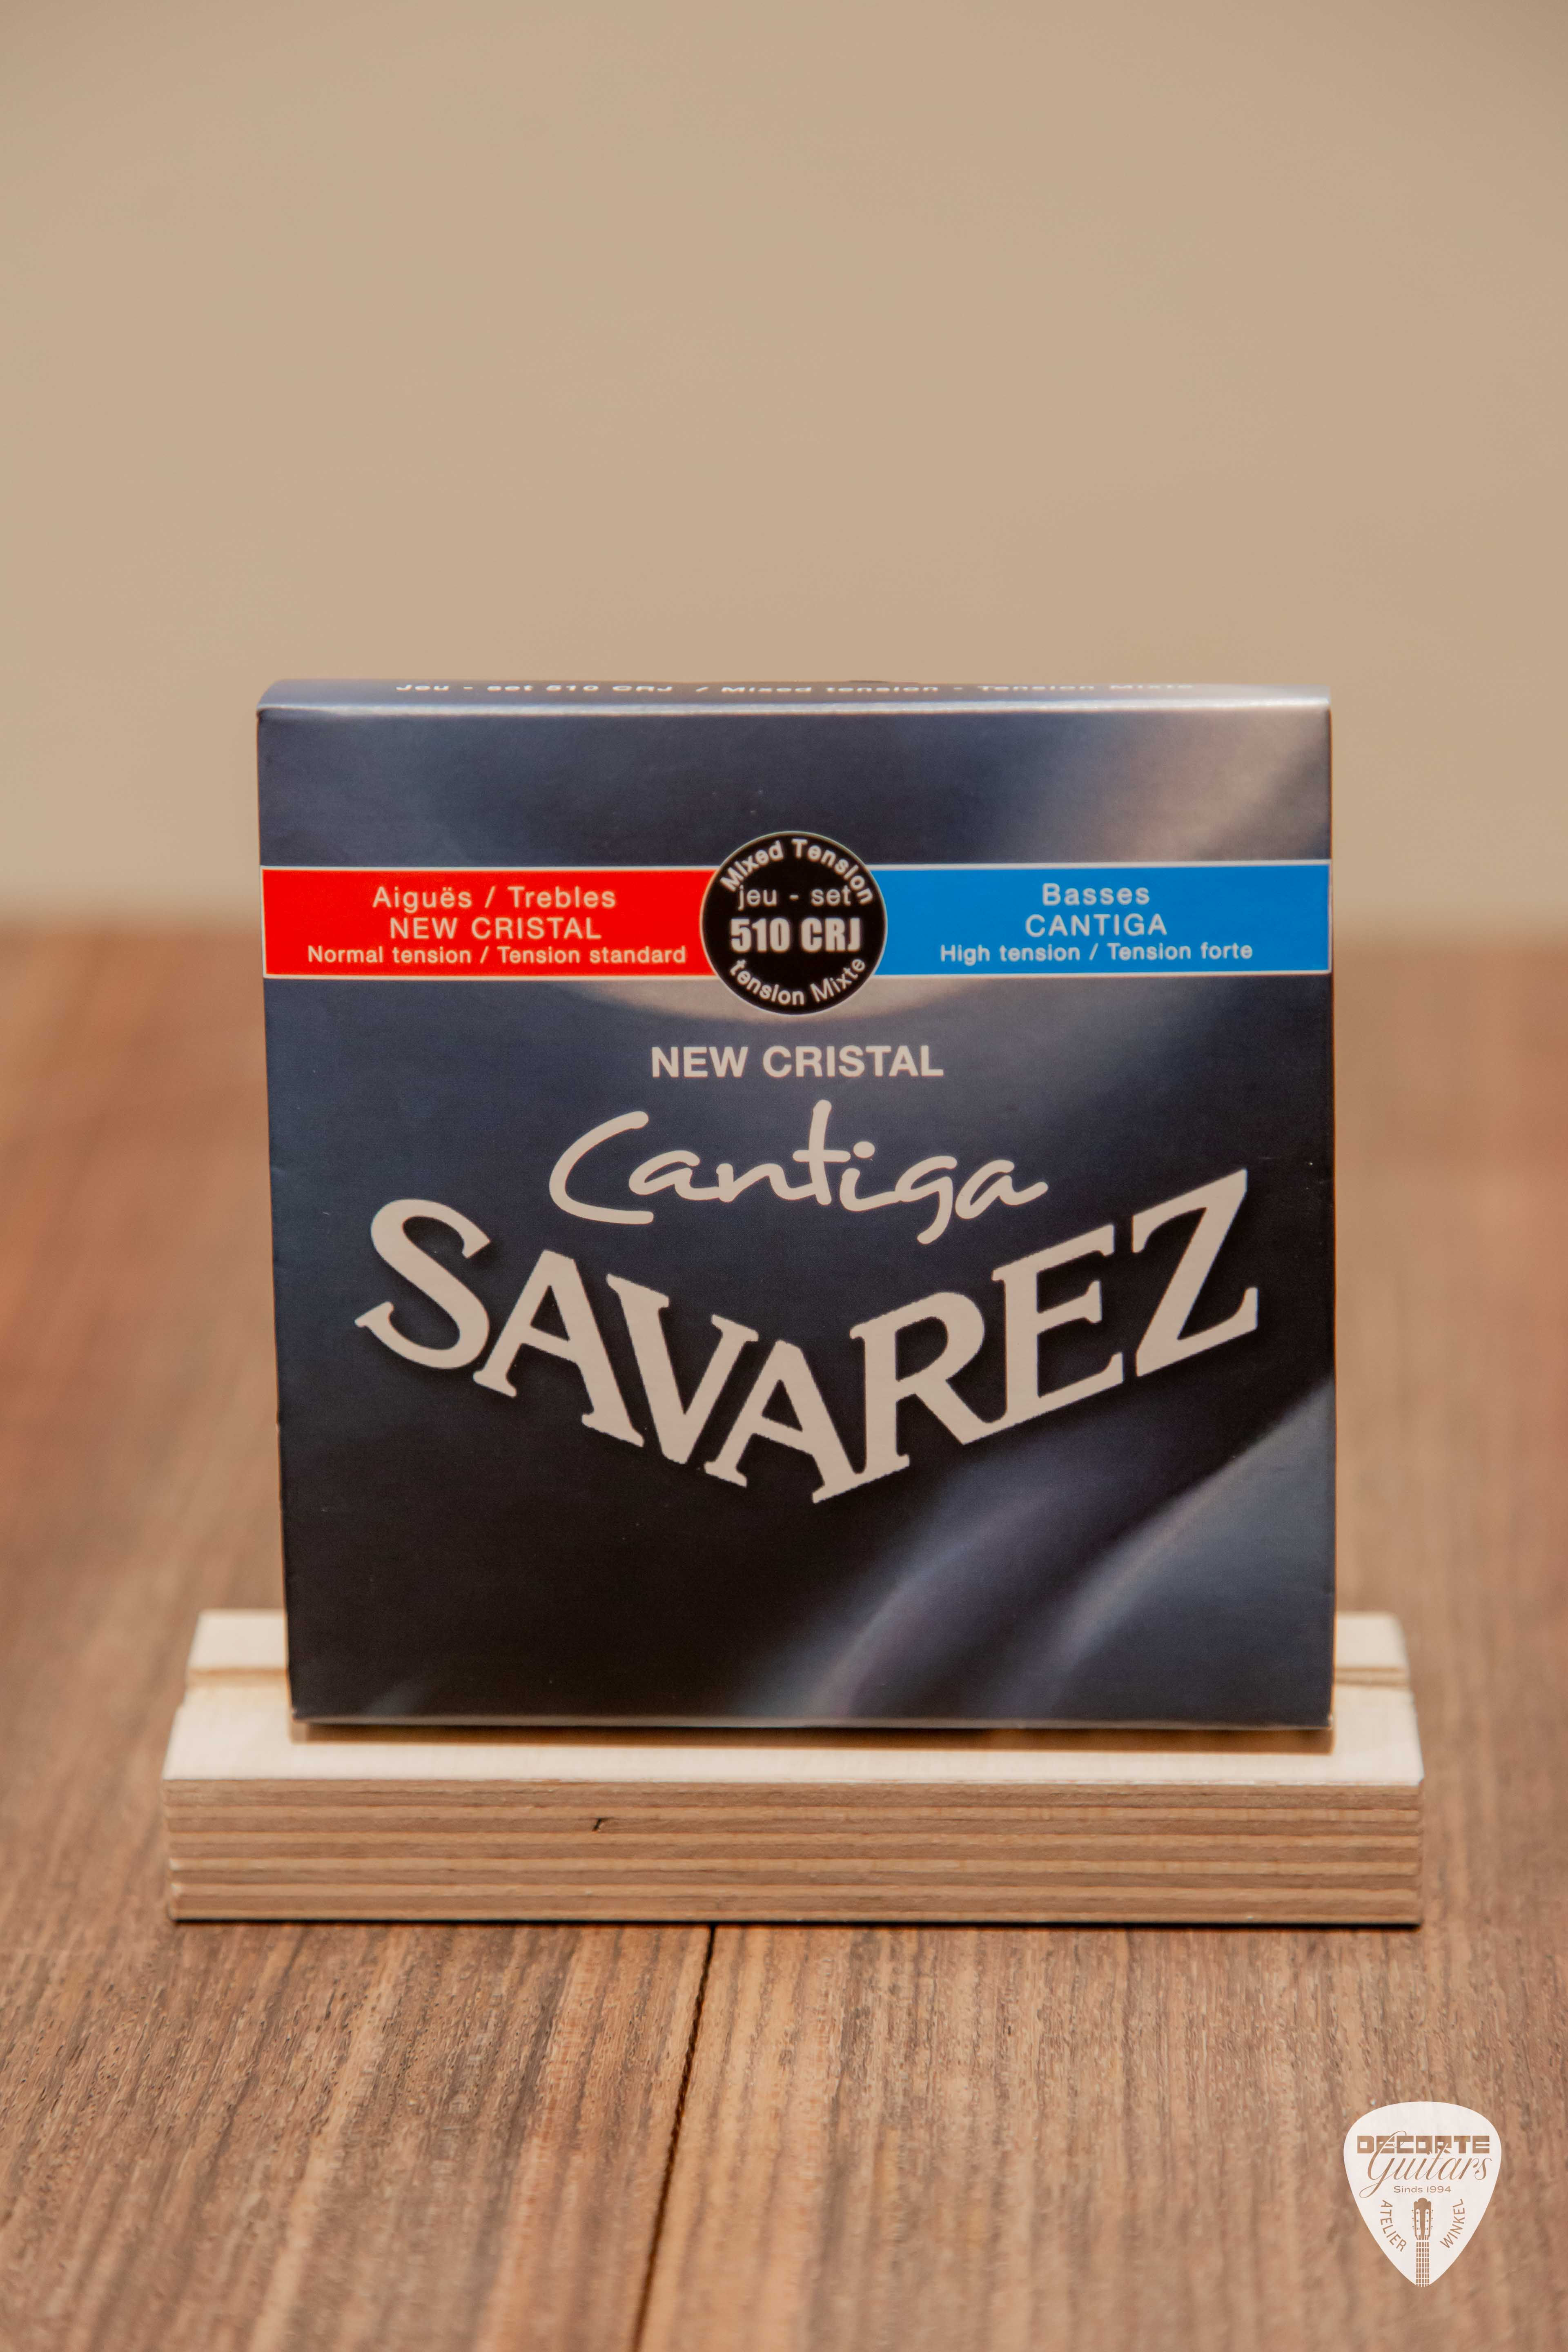 Jeu - set 510 CRJ / Mixed tension - Tension Mixte
Aiguës / Trebles
NEW CRISTAL
Normal tension / Tension standard
Mixed Tension
jeu - set
510 CRJ
tension Mixte
Basses
CANTIGA
High tension / Tension forte
NEW CRISTAL
Cantiga
SAVAREZ
DECORTE
Guitars
Sinds 1994
ATELIER WINKEL